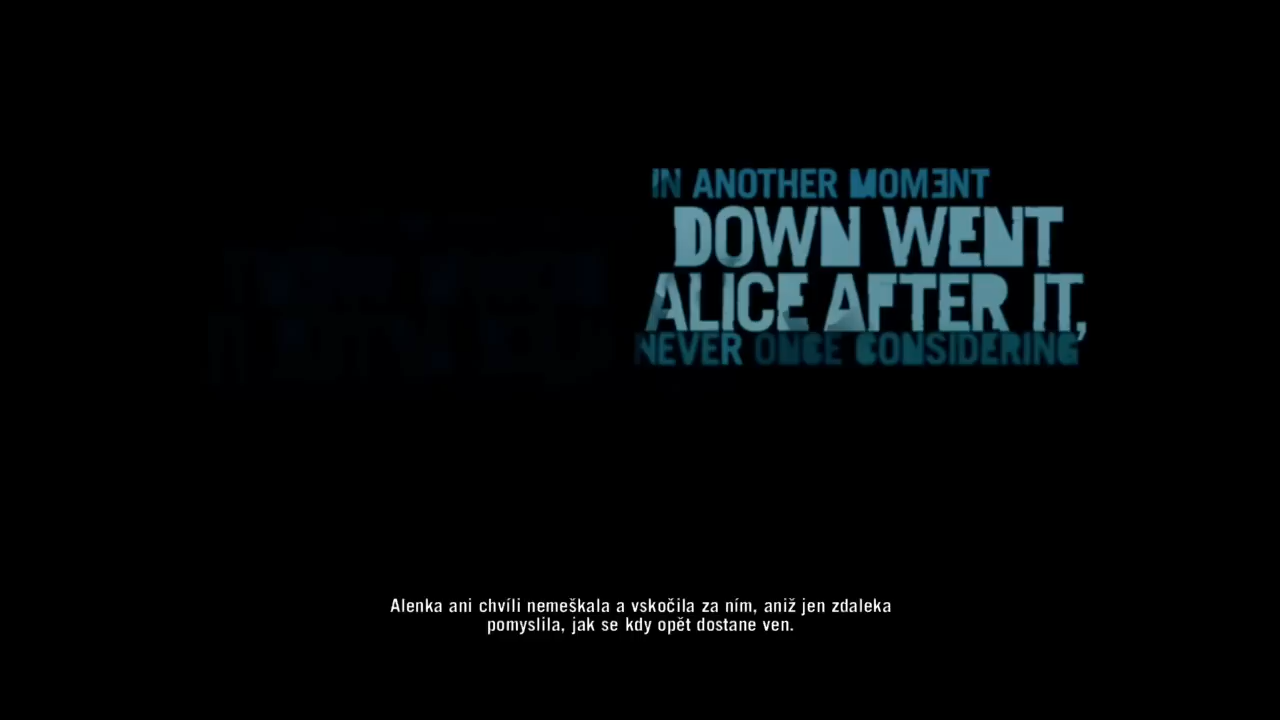 IN ANOTHER MOMENT
DOWN WENT
ALICE AFTER IT,
NEVER ONCE CONSIDERING
Alenka ani chvíli nemeškala a vskočila za ním, aniž jen zdaleka
pomyslila, jak se kdy opět dostane ven.